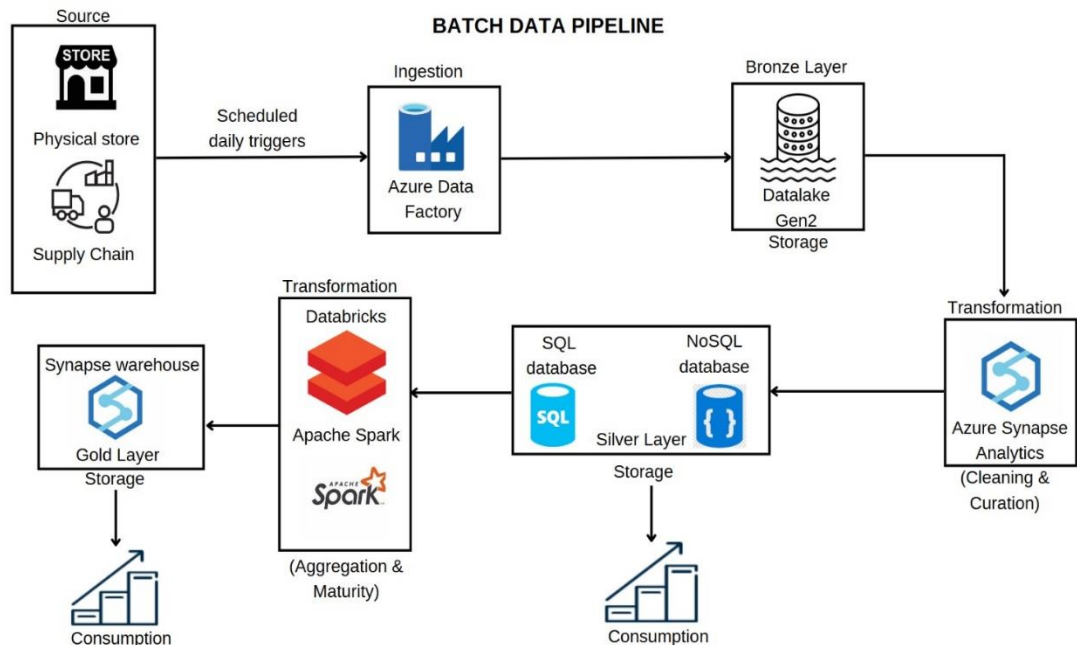 BATCH DATA PIPELINE
Source
STORE
Physical store
Supply Chain
Scheduled
daily triggers
Ingestion
Azure Data
Factory
Bronze Layer
Datalake
Gen2
Storage
Transformation
Azure Synapse
Analytics
(Cleaning &
Curation)
SQL
database
SQL
NoSQL
database
{ }
Silver Layer
Storage
Consumption
Transformation
Databricks
Apache Spark
APACHE
Spark
(Aggregation &
Maturity)
Synapse warehouse
Gold Layer
Storage
Consumption